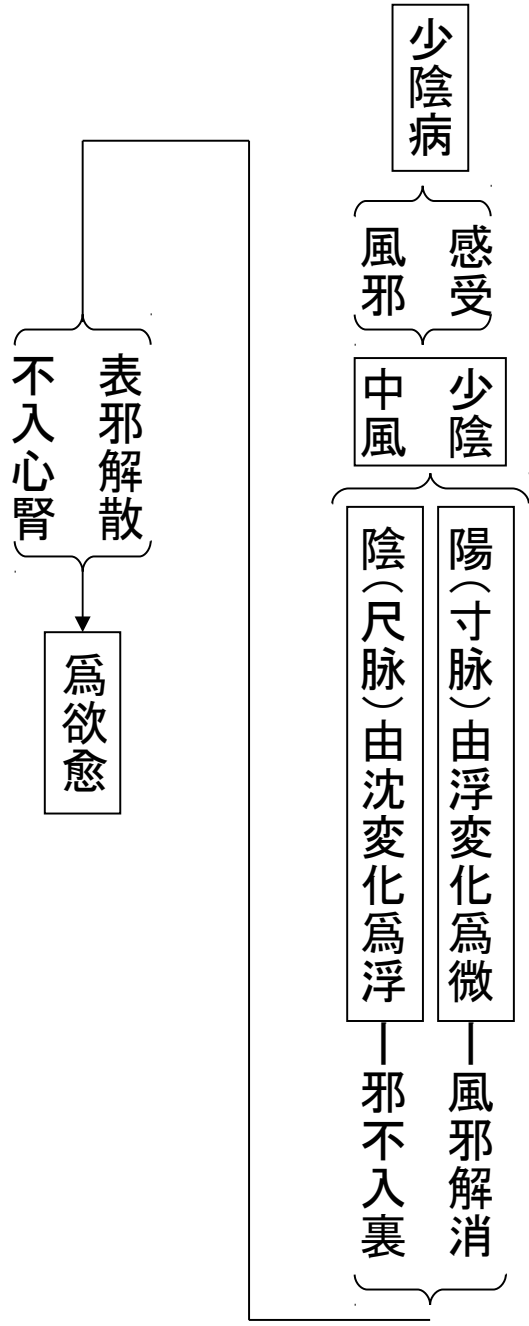 少陰病
感受
風邪
少陰
中風
陽(寸脉)由浮変化爲微
陰(尺脉)由沈変化爲浮
風邪解消
邪不入裏
表邪解散
不入心腎
爲欲愈